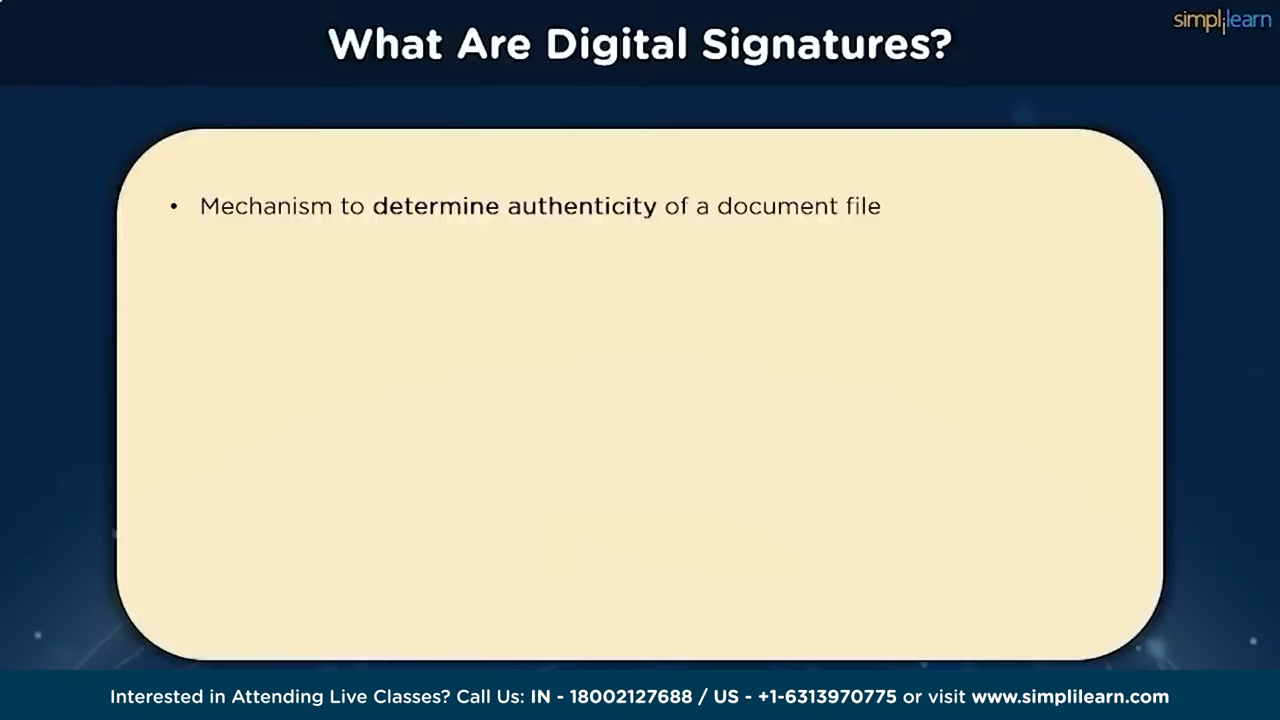 What Are Digital Signatures?
simplilearn
• Mechanism to determine authenticity of a document file
Interested in Attending Live Classes? Call Us: IN - 18002127688 / US - +1-6313970775 or visit www.simplilearn.com